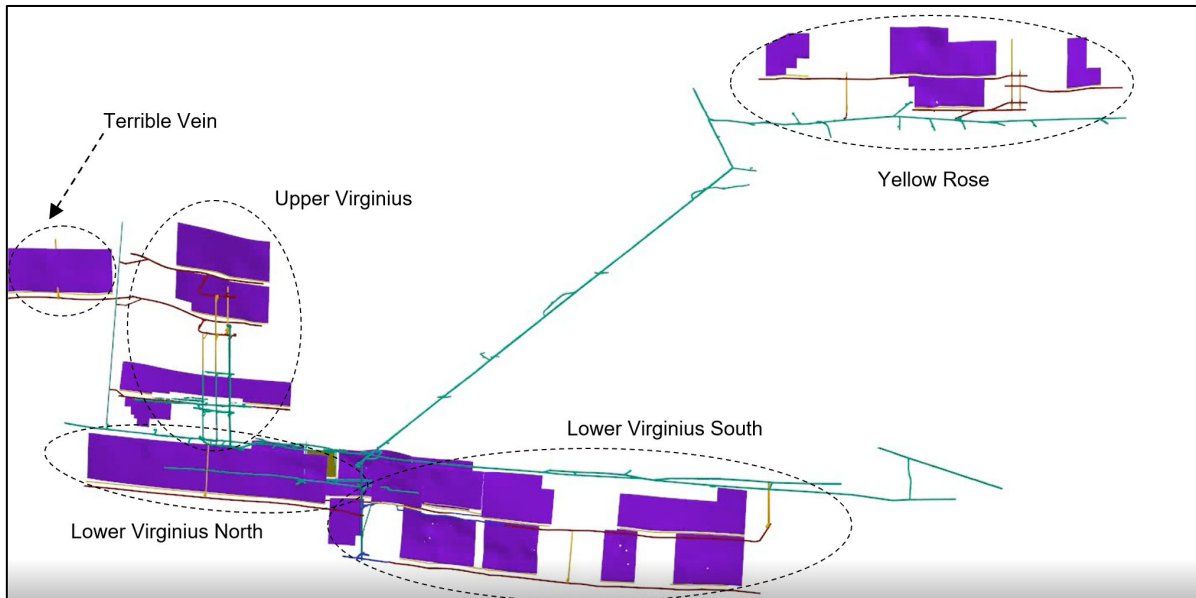 Terrible Vein
Upper Virginius
Yellow Rose
Lower Virginius South
Lower Virginius North